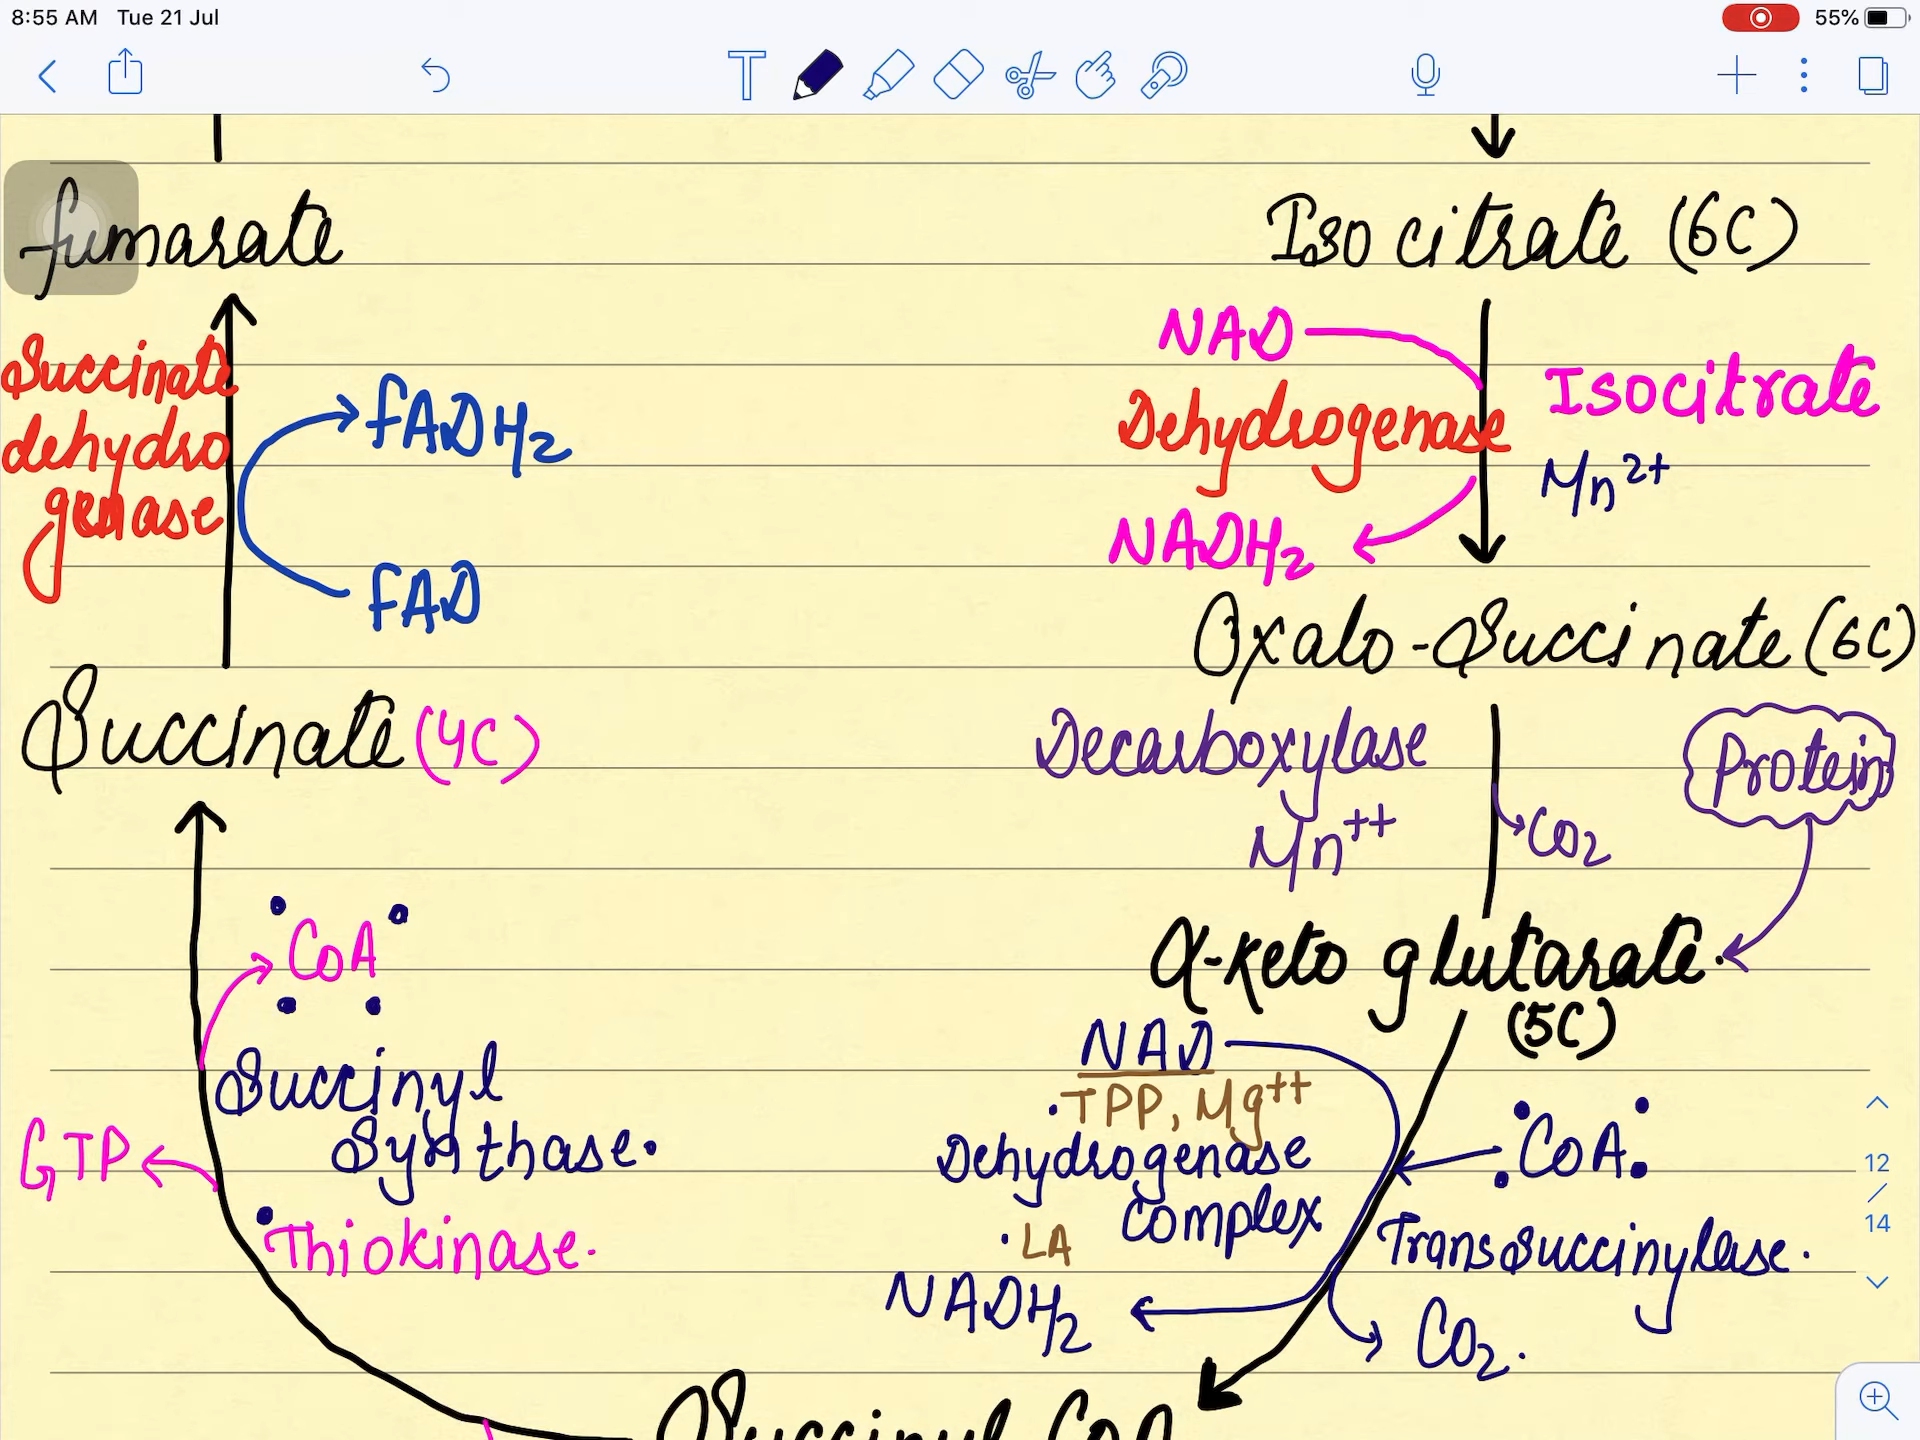 8:55 AM Tue 21 Jul
55%
T
fumarate
Iso citrate (6C)
NAD
Succinate
dehydro
genase
FADH2
Dehydrogenase
Isocitrate
Mn2+
NADH2
FAD
Oxalo-Succinate (6C)
Succinate (4C)
Decarboxylase
Protein
Mn++
CO2
CoA
α-keto glutarate.
(5C)
NAD
TPP, Mg++
Succinyl
Synthase.
GTP
Dehydrogenase
complex
CoA.
12
/
14
Thiokinase.
LA
Transsuccinylase.
NADH2
CO2.
Succinyl CoA